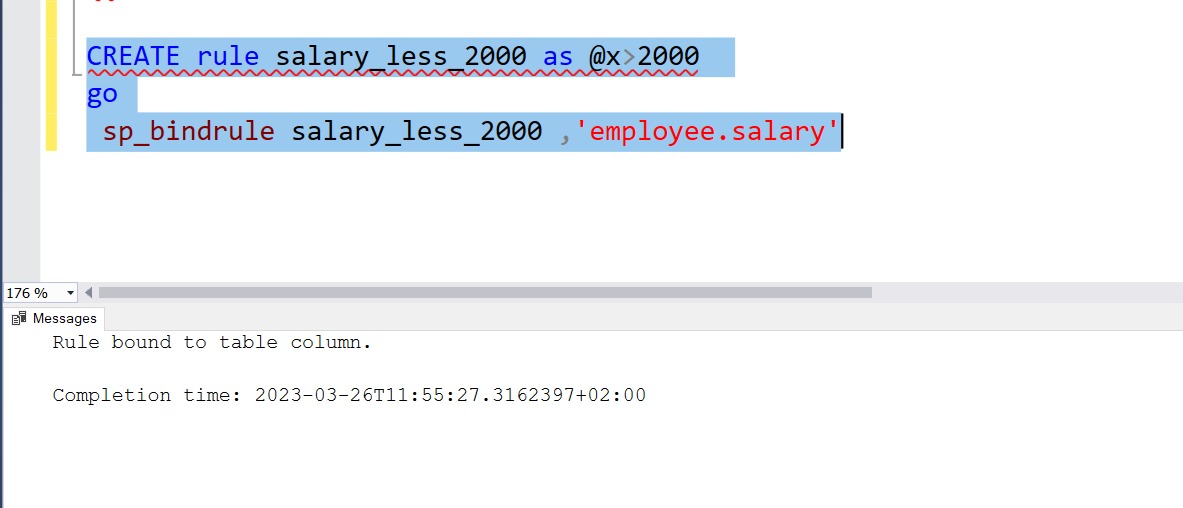 CREATE rule salary_less_2000 as @x>2000
go
sp_bindrule salary_less_2000 ,'employee.salary'
176 %
Messages
Rule bound to table column.
Completion time: 2023-03-26T11:55:27.3162397+02:00